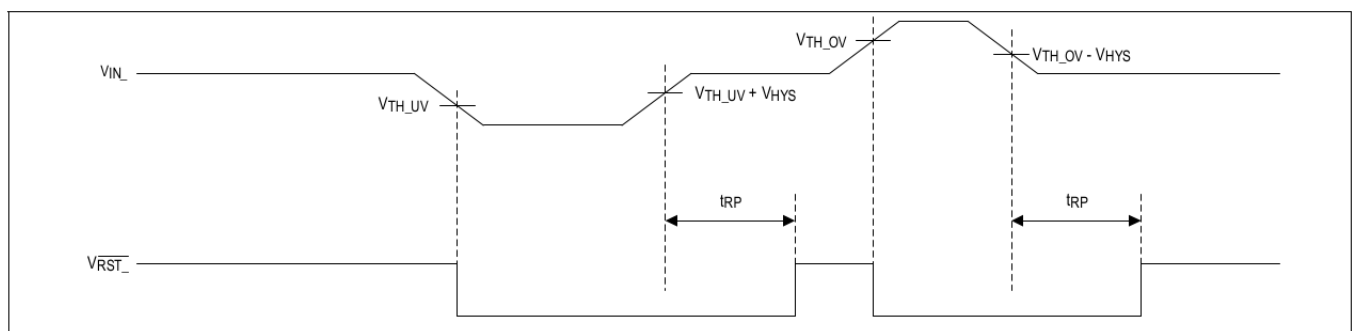 VTH_OV
VIN_
VTH_OV - VHYS
VTH_UV
VTH_UV + VHYS
tRP
tRP
VRST_